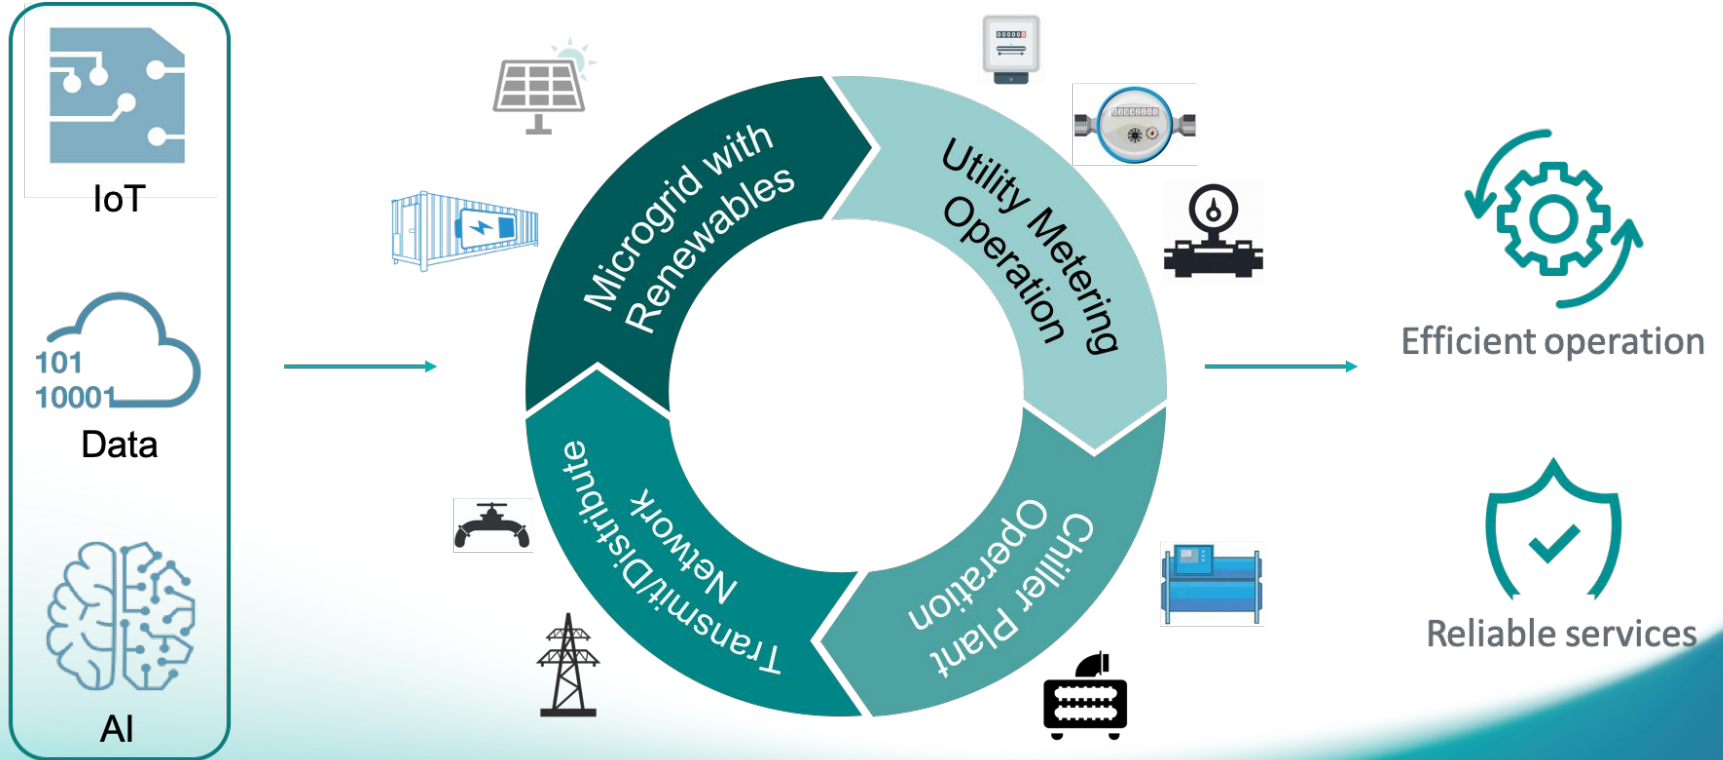 IoT
101
10001
Data
AI
Microgrid with
Renewables
Utility Metering
Operation
Chiller Plant
Operation
Transmit/Distribute
Network
Efficient operation
Reliable services